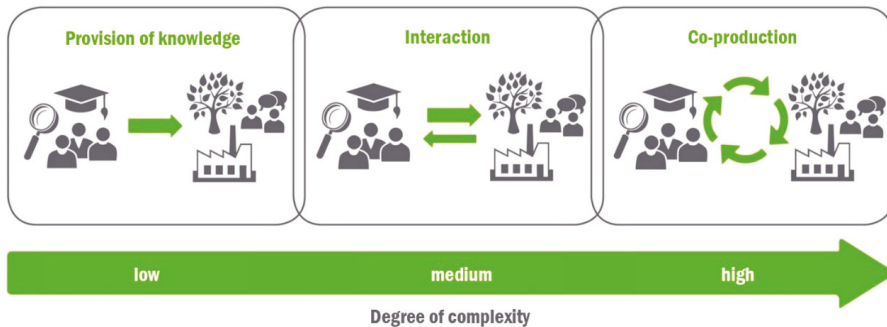 Provision of knowledge
Interaction
Co-production
low
medium
high
Degree of complexity